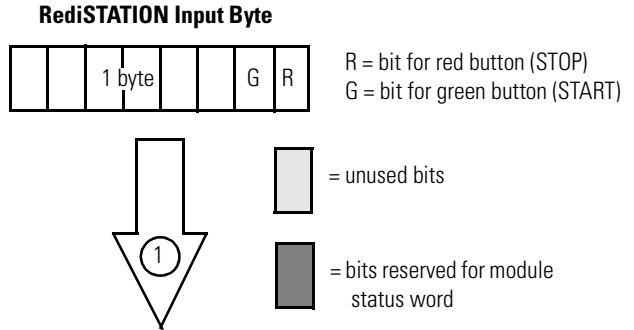 RediSTATION Input Byte
1 byte G R
R = bit for red button (STOP)
G = bit for green button (START)
= unused bits
1
= bits reserved for module
status word